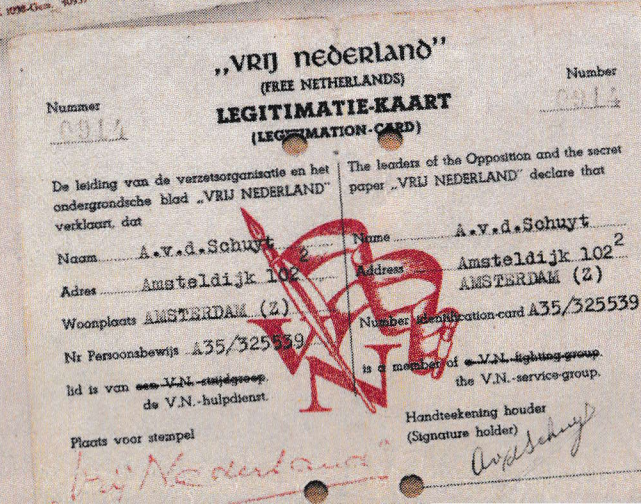 „VRIJ NEDERLAND”
(FREE NETHERLANDS)
LEGITIMATIE-KAART
(LEGITIMATION-CARD)
Nummer
0914
Number
0914
De leiding van de verzetsorganisatie en het
ondergrondsche blad „VRIJ NEDERLAND”
verklaart, dat
Naam A.v.d.Schuyt
Adres Amsteldijk 102 2
Woonplaats AMSTERDAM (Z)
Nr Persoonsbewijs A35/325539
lid is van een V.N.-strijdgroep.
de V.N.-hulpdienst.
Plaats voor stempel
„Vrij Nederland”
The leaders of the Opposition and the secret
paper „VRIJ NEDERLAND” declare that
Name A.v.d.Schuyt
Address Amsteldijk 102 2
AMSTERDAM (Z)
Number identification-card A35/325539
is a member of a V.N.-fighting-group.
the V.N.-service-group.
Handteekening houder
(Signature holder)
AvdSchuyt
VN